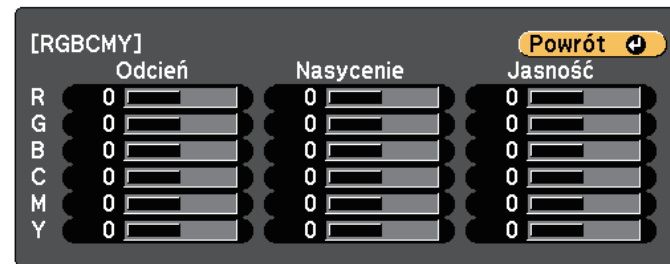 [RGBCMY] Powrót
Odcień Nasycenie Jasność
R 0 0 0
G 0 0 0
B 0 0 0
C 0 0 0
M 0 0 0
Y 0 0 0